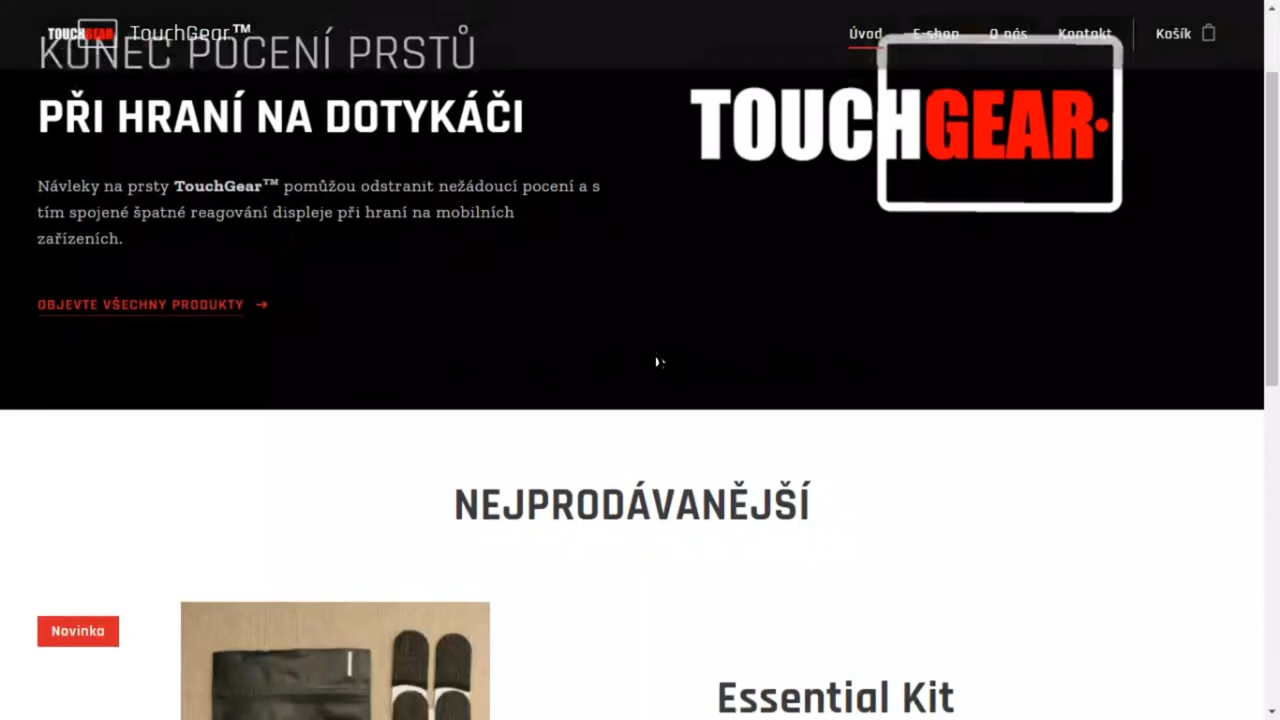 TOUCHGEAR
TouchGear™
Úvod
E-shop
O nás
Kontakt
Košík
KONEC POCENÍ PRSTŮ
PŘI HRANÍ NA DOTYKÁČI
TOUCHGEAR
Návleky na prsty TouchGear™ pomůžou odstranit nežádoucí pocení a s
tím spojené špatné reagování displeje při hraní na mobilních
zařízeních.
OBJEVTE VŠECHNY PRODUKTY →
NEJPRODÁVANĚJŠÍ
Novinka
Essential Kit